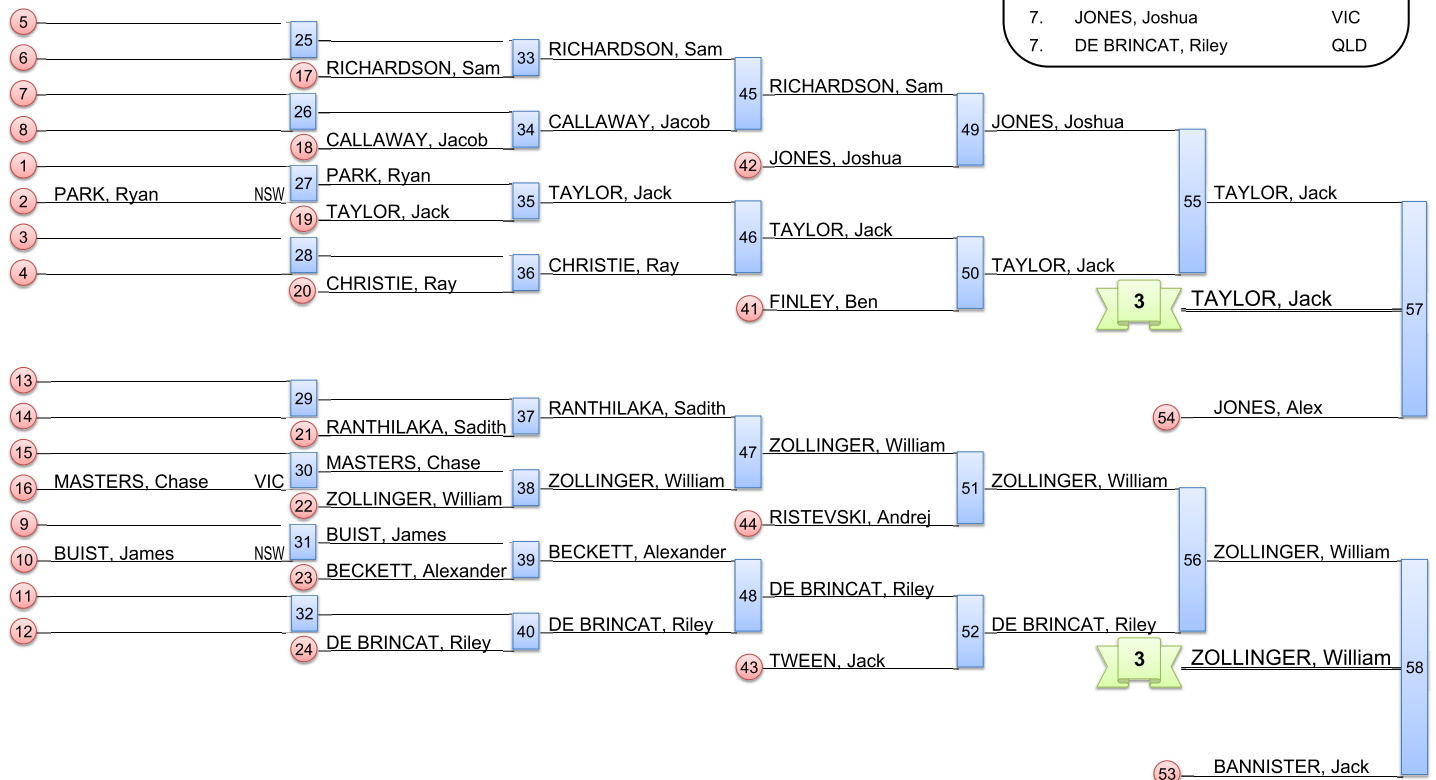 7. JONES, Joshua VIC
7. DE BRINCAT, Riley QLD
5
25
6
33 RICHARDSON, Sam
17 RICHARDSON, Sam
7
45 RICHARDSON, Sam
26
8
34 CALLAWAY, Jacob
49 JONES, Joshua
18 CALLAWAY, Jacob
1
42 JONES, Joshua
27 PARK, Ryan
2 PARK, Ryan NSW
35 TAYLOR, Jack
55 TAYLOR, Jack
19 TAYLOR, Jack
3
46 TAYLOR, Jack
28
4
36 CHRISTIE, Ray
50 TAYLOR, Jack
20 CHRISTIE, Ray
3 TAYLOR, Jack
41 FINLEY, Ben
57
13
29
14
37 RANTHILAKA, Sadith
54 JONES, Alex
21 RANTHILAKA, Sadith
15
47 ZOLLINGER, William
30 MASTERS, Chase
16 MASTERS, Chase VIC
38 ZOLLINGER, William
51 ZOLLINGER, William
22 ZOLLINGER, William
9
44 RISTEVSKI, Andrej
31 BUIST, James
10 BUIST, James NSW
39 BECKETT, Alexander
56 ZOLLINGER, William
23 BECKETT, Alexander
11
48 DE BRINCAT, Riley
32
12
40 DE BRINCAT, Riley
52 DE BRINCAT, Riley
24 DE BRINCAT, Riley
3 ZOLLINGER, William
43 TWEEN, Jack
58
53 BANNISTER, Jack